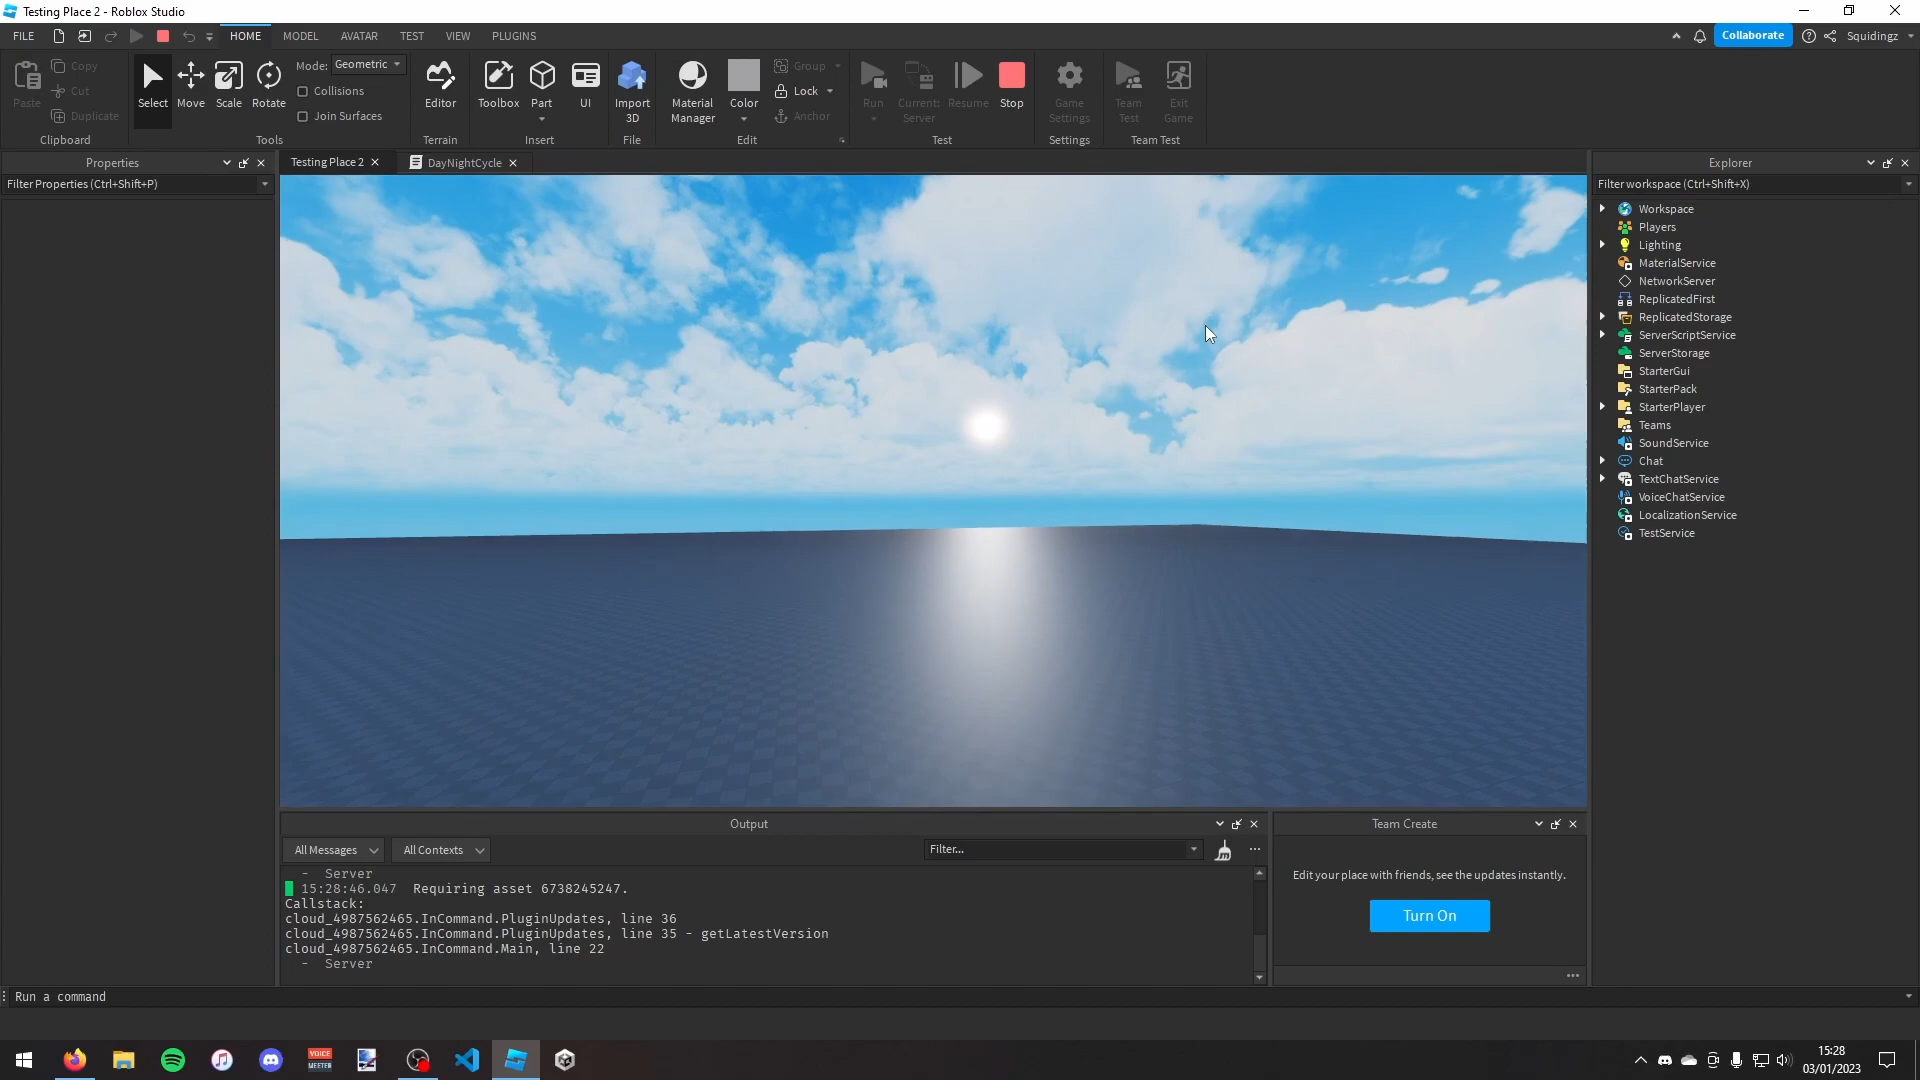 Testing Place 2 - Roblox Studio
FILE
HOME
MODEL
AVATAR
TEST
VIEW
PLUGINS
Collaborate
Squidingz
Paste
Copy
Cut
Duplicate
Clipboard
Select
Move
Scale
Rotate
Mode: Geometric
Collisions
Join Surfaces
Tools
Editor
Terrain
Toolbox
Part
UI
Insert
Import
3D
File
Material
Manager
Color
Group
Lock
Anchor
Edit
Run
Current:
Server
Resume
Stop
Test
Game
Settings
Settings
Team
Test
Exit
Game
Team Test
Properties
Filter Properties (Ctrl+Shift+P)
Testing Place 2
DayNightCycle
Explorer
Filter workspace (Ctrl+Shift+X)
Workspace
Players
Lighting
MaterialService
NetworkServer
ReplicatedFirst
ReplicatedStorage
ServerScriptService
ServerStorage
StarterGui
StarterPack
StarterPlayer
Teams
SoundService
Chat
TextChatService
VoiceChatService
LocalizationService
TestService
Output
All Messages
All Contexts
Filter...
- Server
15:28:46.047 Requiring asset 6738245247.
Callstack:
cloud_4987562465.InCommand.PluginUpdates, line 36
cloud_4987562465.InCommand.PluginUpdates, line 35 - getLatestVersion
cloud_4987562465.InCommand.Main, line 22
- Server
Team Create
Edit your place with friends, see the updates instantly.
Turn On
Run a command
VOICE
MEETER
15:28
03/01/2023